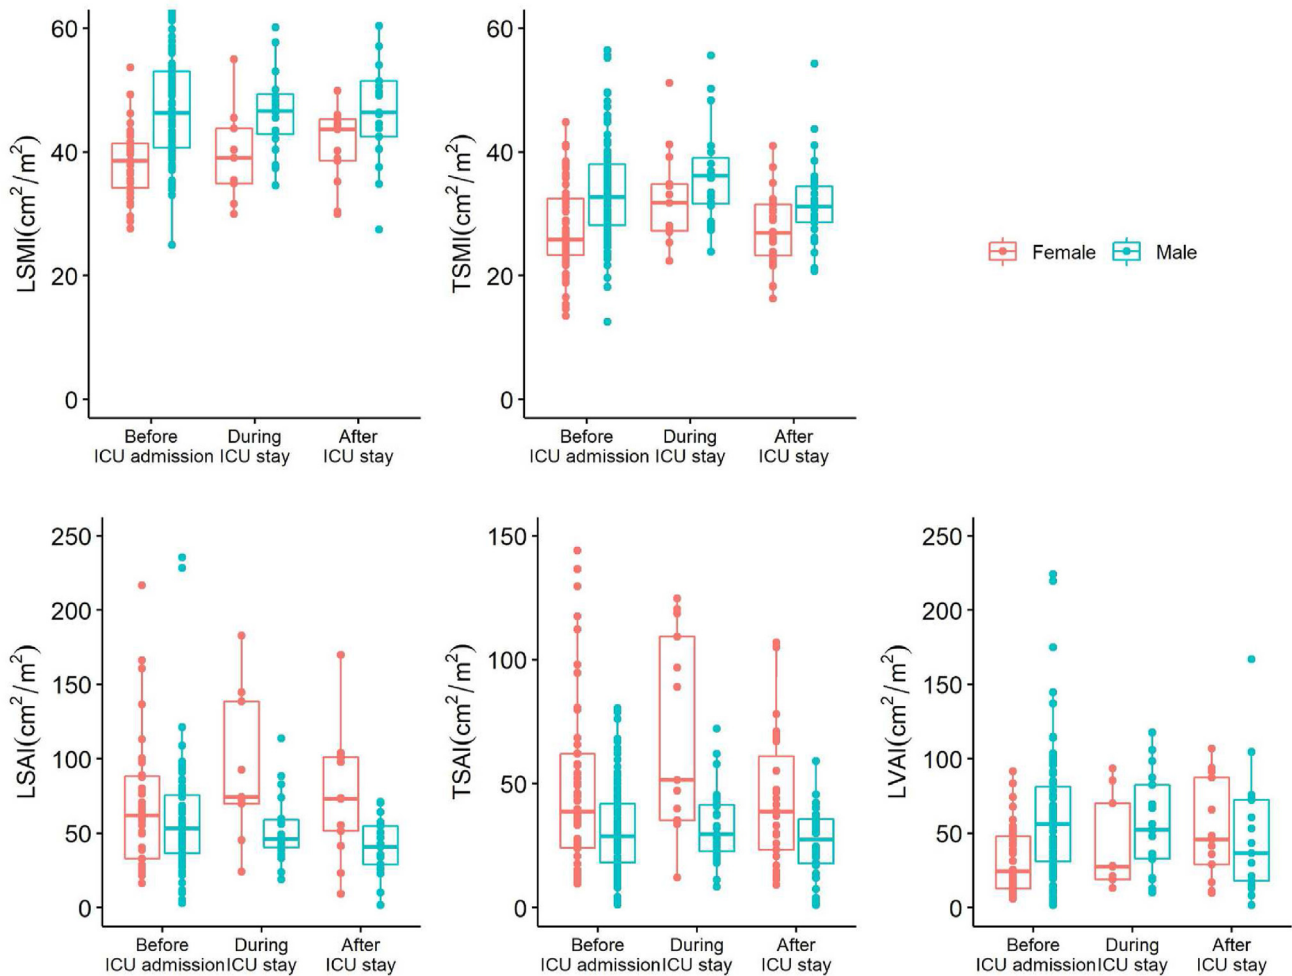 60
40
20
0
LSMI(cm²/m²)
Before During After
ICU admission ICU stay ICU stay
60
40
20
0
TSMI(cm²/m²)
Before During After
ICU admission ICU stay ICU stay
Female Male
250
200
150
100
50
0
LSAI(cm²/m²)
Before During After
ICU admission ICU stay ICU stay
150
100
50
0
TSAI(cm²/m²)
Before During After
ICU admission ICU stay ICU stay
250
200
150
100
50
0
LVAI(cm²/m²)
Before During After
ICU admission ICU stay ICU stay